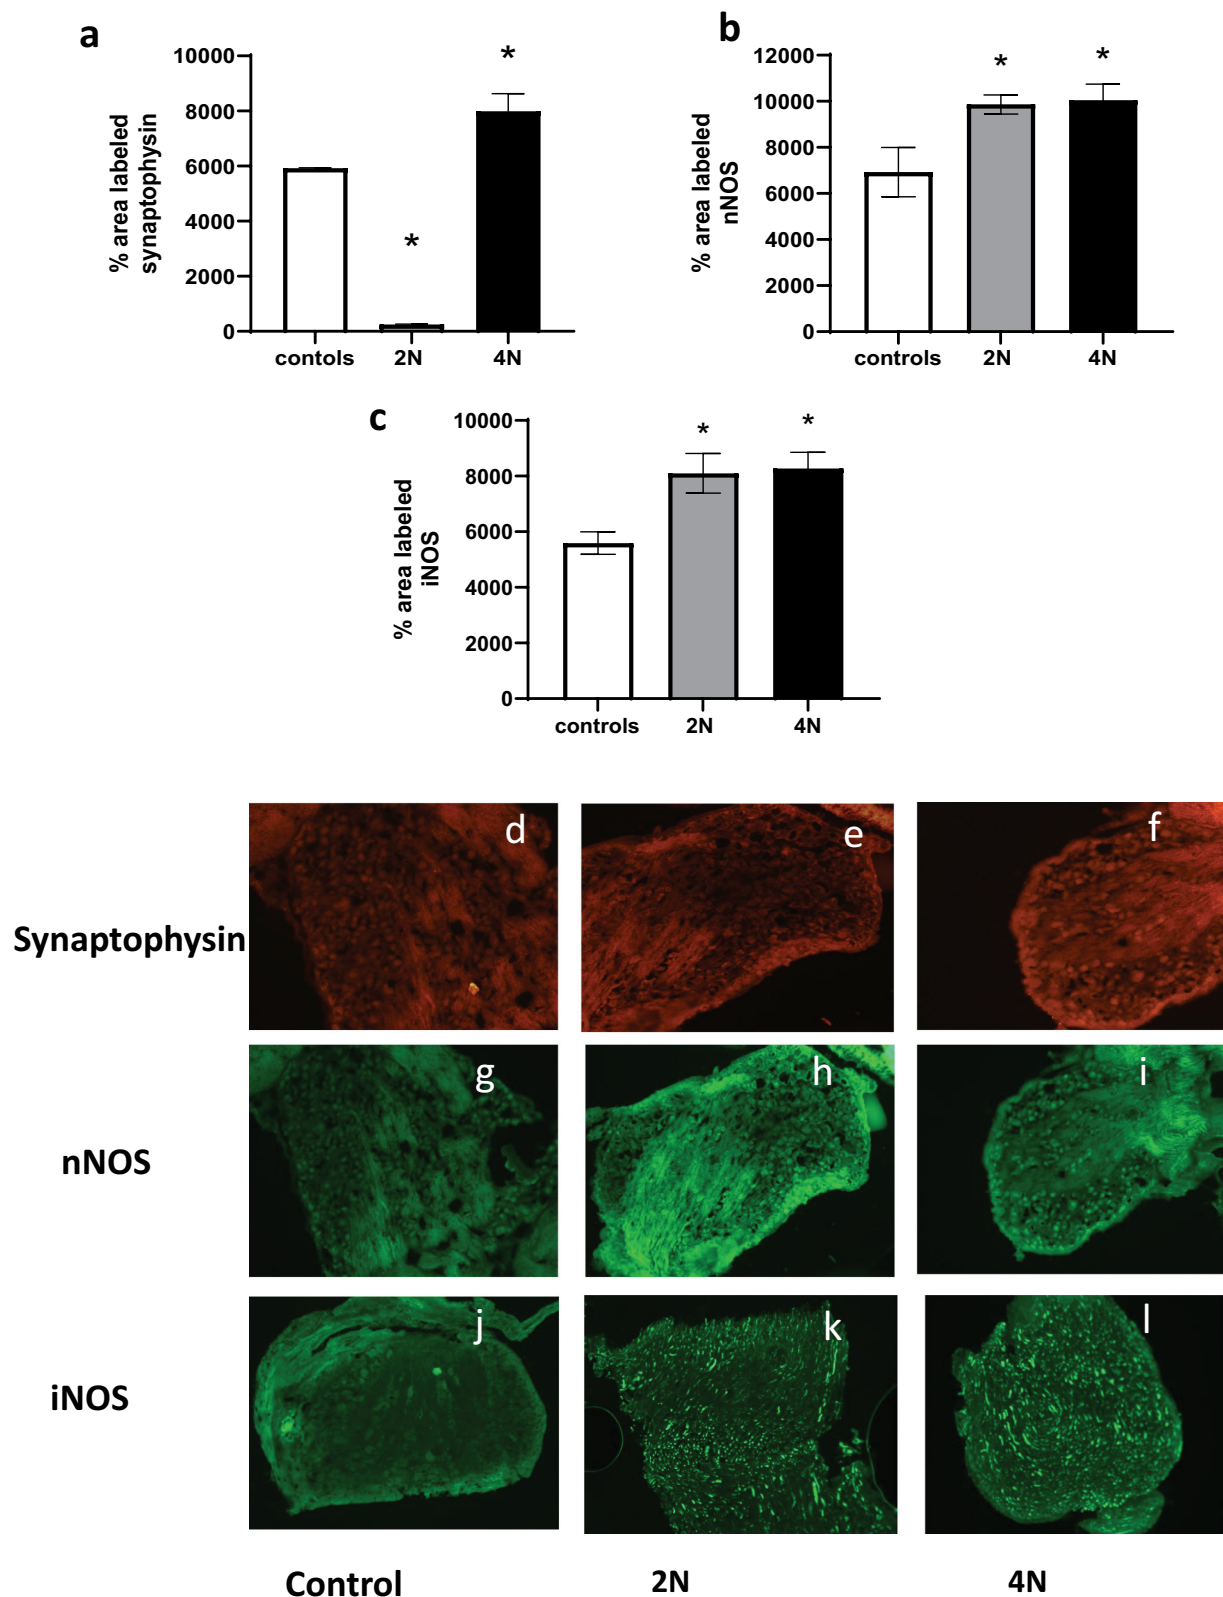 a
10000
8000
6000
4000
2000
0
% area labeled
synaptophysin
*
*
contols 2N 4N
b
12000
10000
8000
6000
4000
2000
0
% area labeled
nNOS
*
*
controls 2N 4N
c
10000
8000
6000
4000
2000
0
% area labeled
iNOS
*
*
controls 2N 4N
Synaptophysin
d
e
f
nNOS
g
h
i
iNOS
j
k
l
Control 2N 4N